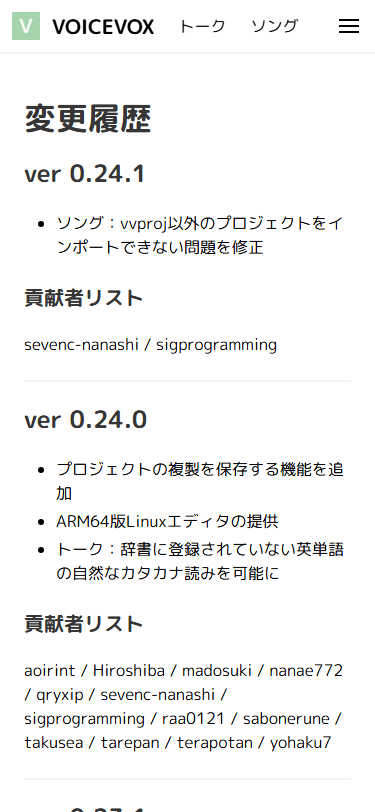 V VOICEVOX トーク ソング
変更履歴
ver 0.24.1
• ソング：vvproj以外のプロジェクトをイ
ンポートできない問題を修正
貢献者リスト
sevenc-nanashi / sigprogramming
ver 0.24.0
• プロジェクトの複製を保存する機能を追
加
• ARM64版Linuxエディタの提供
• トーク：辞書に登録されていない英単語
の自然なカタカナ読みを可能に
貢献者リスト
aoirint / Hiroshiba / madosuki / nanae772
/ qryxip / sevenc-nanashi /
sigprogramming / raa0121 / sabonerune /
takusea / tarepan / terapotan / yohaku7